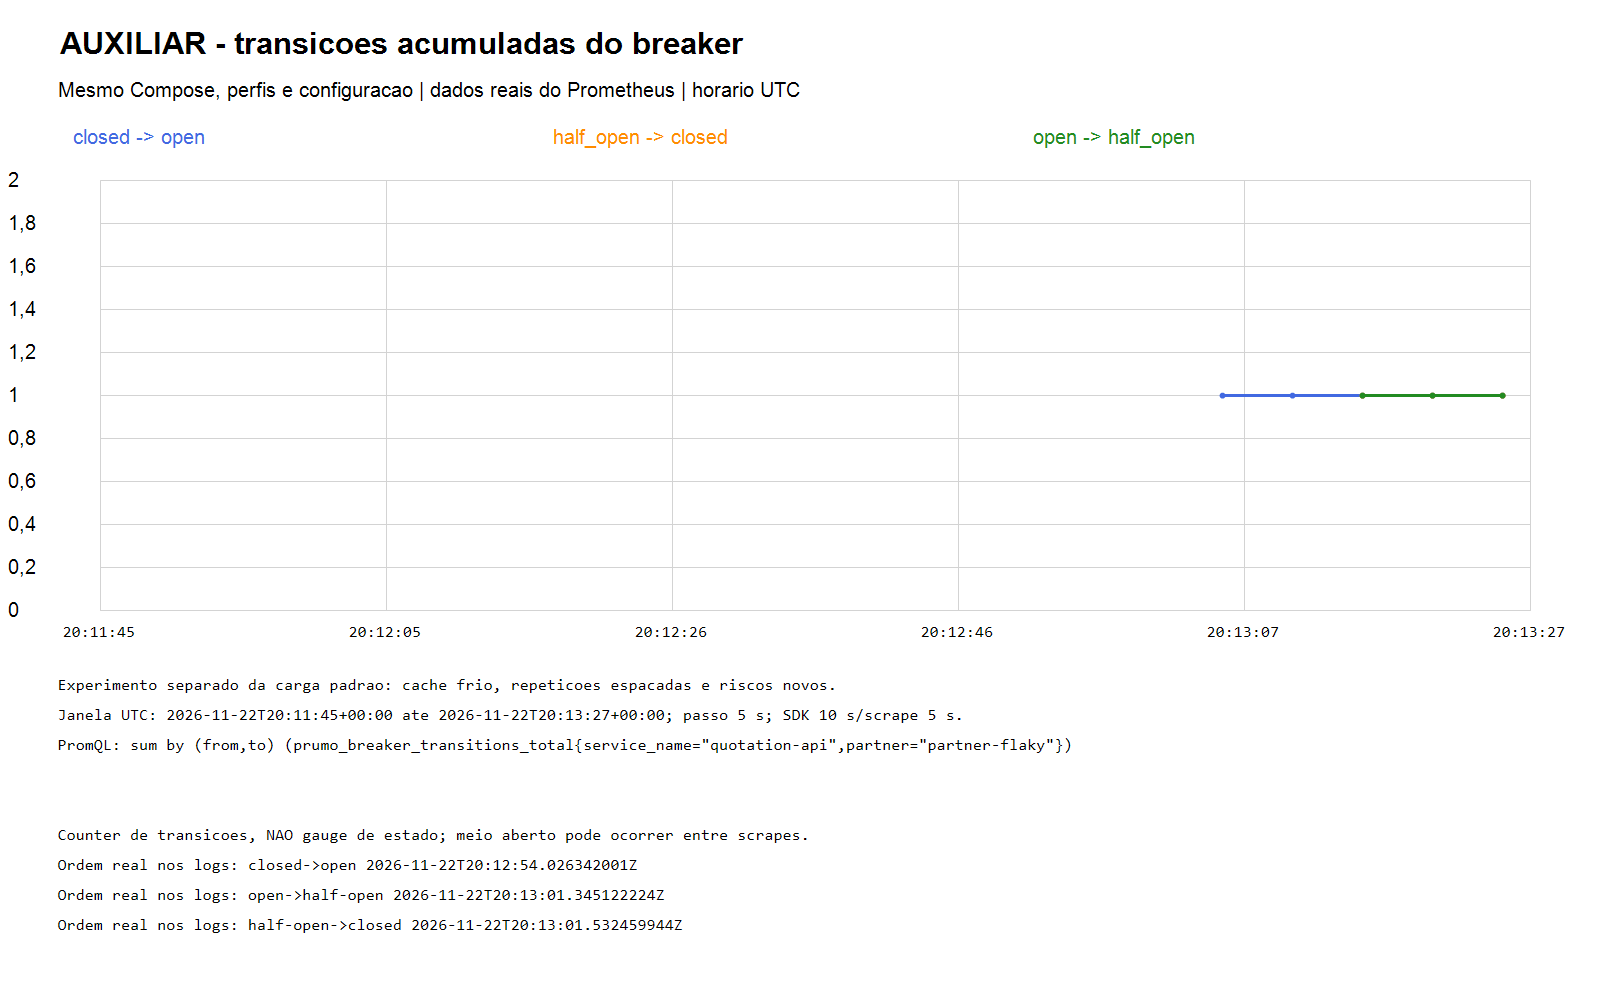 AUXILIAR - transicoes acumuladas do breaker
Mesmo Compose, perfis e configuracao | dados reais do Prometheus | horario UTC
closed -> open half_open -> closed open -> half_open
2
1,8
1,6
1,4
1,2
1
0,8
0,6
0,4
0,2
0
20:11:45 20:12:05 20:12:26 20:12:46 20:13:07 20:13:27
Experimento separado da carga padrao: cache frio, repeticoes espacadas e riscos novos.
Janela UTC: 2026-11-22T20:11:45+00:00 ate 2026-11-22T20:13:27+00:00; passo 5 s; SDK 10 s/scrape 5 s.
PromQL: sum by (from,to) (prumo_breaker_transitions_total{service_name="quotation-api",partner="partner-flaky"})
Counter de transicoes, NAO gauge de estado; meio aberto pode ocorrer entre scrapes.
Ordem real nos logs: closed->open 2026-11-22T20:12:54.026342001Z
Ordem real nos logs: open->half-open 2026-11-22T20:13:01.345122224Z
Ordem real nos logs: half-open->closed 2026-11-22T20:13:01.532459944Z